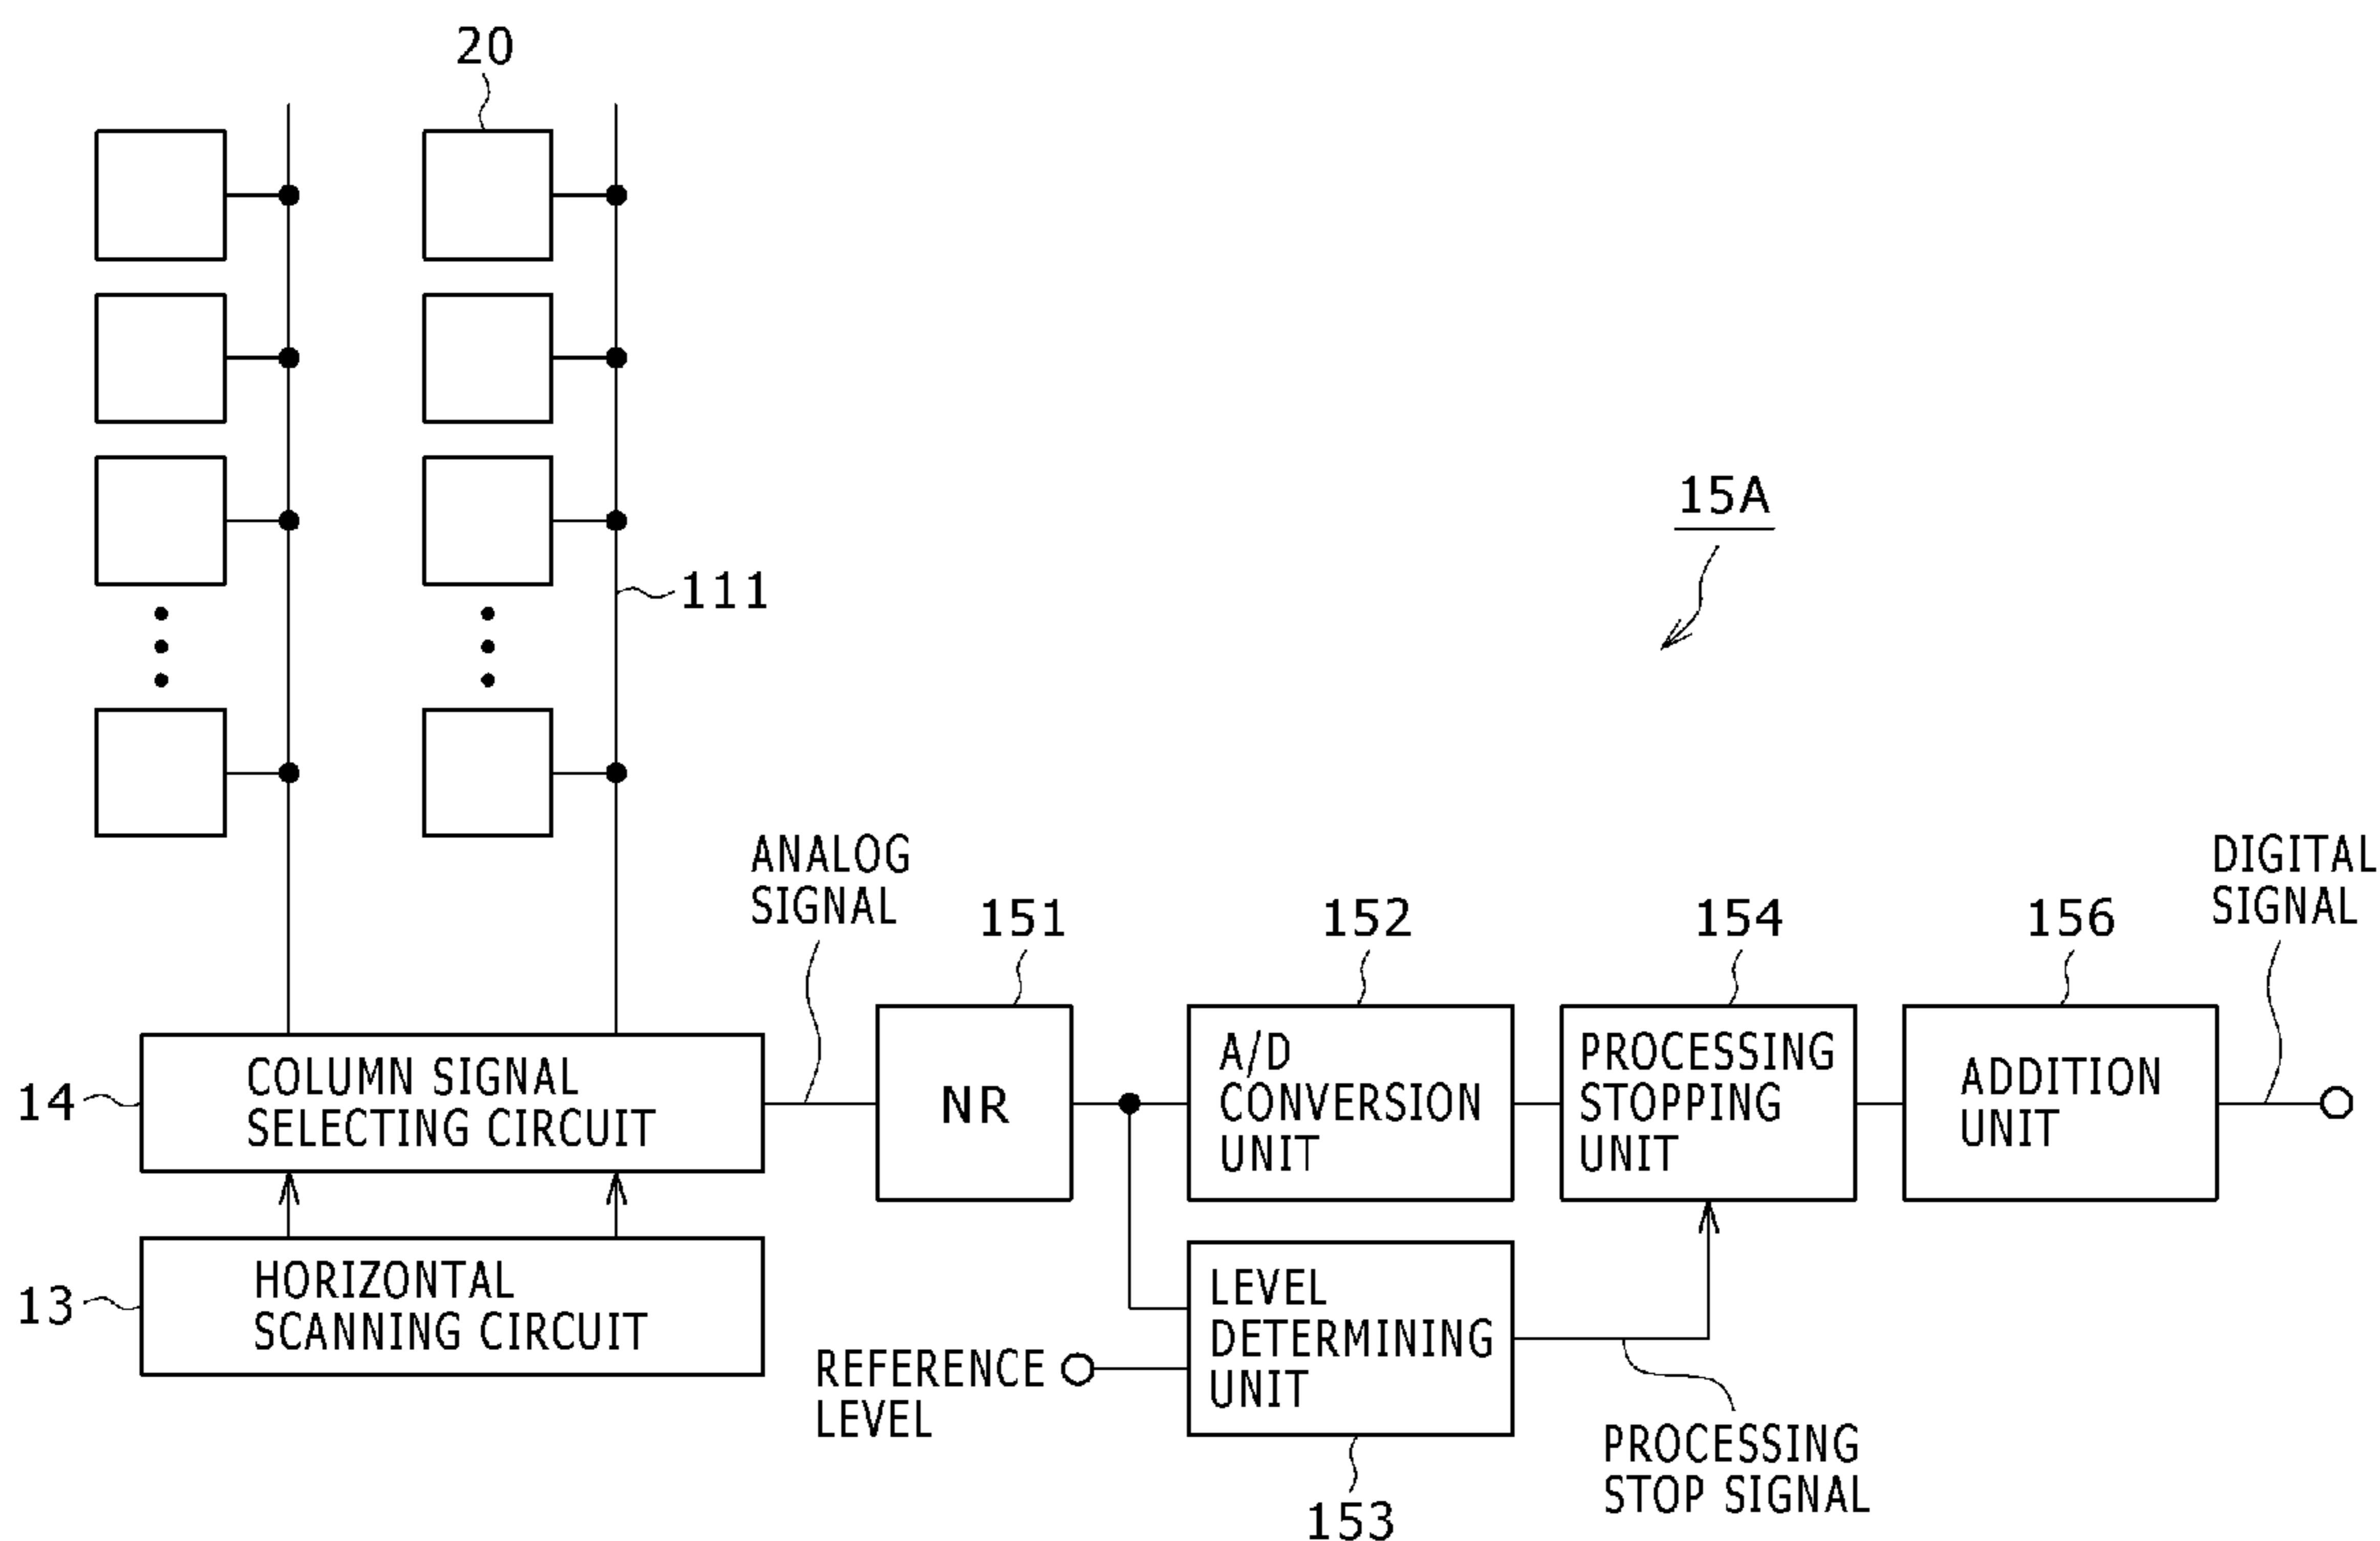 20
15A
111
ANALOG
SIGNAL
DIGITAL
SIGNAL
151
152
154
156
14
COLUMN SIGNAL
SELECTING CIRCUIT
NR
A/D
CONVERSION
UNIT
PROCESSING
STOPPING
UNIT
ADDITION
UNIT
13
HORIZONTAL
SCANNING CIRCUIT
REFERENCE
LEVEL
LEVEL
DETERMINING
UNIT
PROCESSING
STOP SIGNAL
153